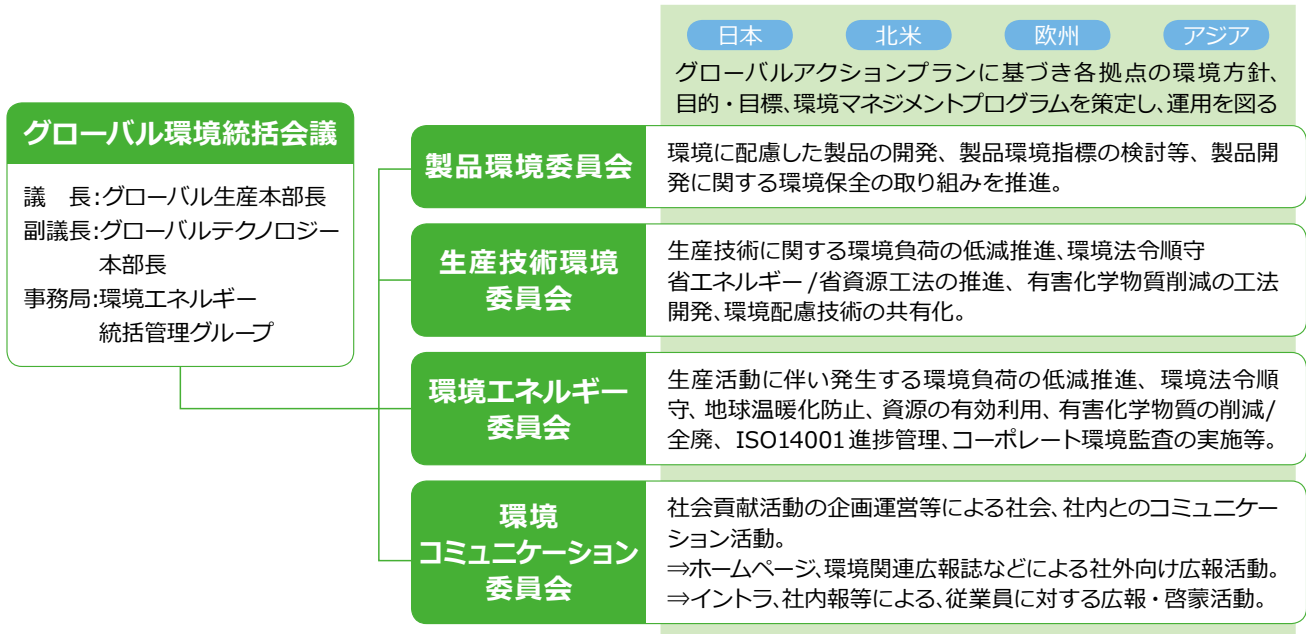 日本
北米
欧州
アジア
グローバルアクションプランに基づき各拠点の環境方針、
目的・目標、環境マネジメントプログラムを策定し、運用を図る
グローバル環境統括会議
議　長:グローバル生産本部長
副議長:グローバルテクノロジー
本部長
事務局:環境エネルギー
統括管理グループ
製品環境委員会
環境に配慮した製品の開発、製品環境指標の検討等、製品開
発に関する環境保全の取り組みを推進。
生産技術環境
委員会
生産技術に関する環境負荷の低減推進、環境法令順守
省エネルギー/省資源工法の推進、有害化学物質削減の工法
開発、環境配慮技術の共有化。
環境エネルギー
委員会
生産活動に伴い発生する環境負荷の低減推進、環境法令順
守、地球温暖化防止、資源の有効利用、有害化学物質の削減/
全廃、ISO14001進捗管理、コーポレート環境監査の実施等。
環境
コミュニケーション
委員会
社会貢献活動の企画運営等による社会、社内とのコミュニケー
ション活動。
⇒ホームページ、環境関連広報誌などによる社外向け広報活動。
⇒イントラ、社内報等による、従業員に対する広報・啓蒙活動。